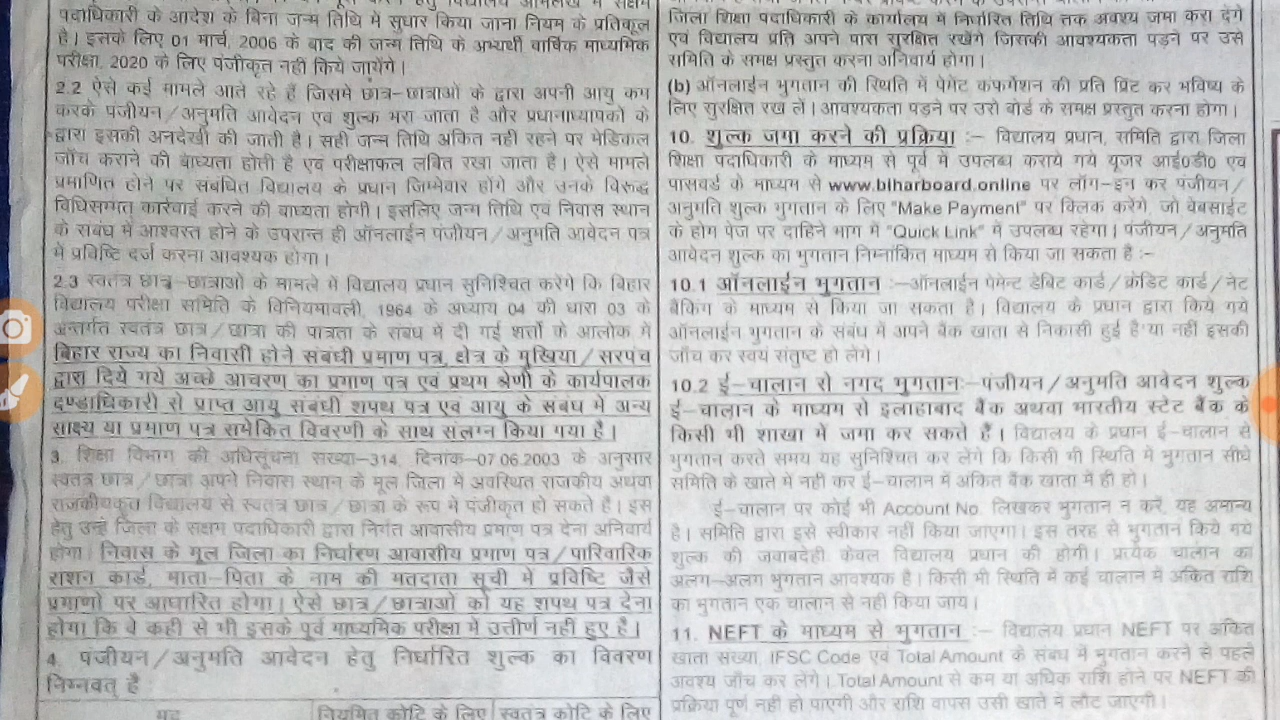 पदाधिकारी के आदेश के बिना जन्म तिथि में सुधार किया जाना नियम के प्रतिकूल
है। इसके लिए 01 मार्च, 2006 के बाद की जन्म तिथि के अभ्यर्थी वार्षिक माध्यमिक
परीक्षा, 2020 के लिए पंजीकृत नहीं किये जायेंगे।
2.2 ऐसे कई मामले आते रहे हैं जिसमें छात्र-छात्राओं के द्वारा अपनी आयु कम
करके पंजीयन/अनुमति आवेदन एवं शुल्क भरा जाता है और प्रधानाध्यापकों के
द्वारा इसकी अनदेखी की जाती है। सही जन्म तिथि अंकित नहीं रहने पर मेडिकल
जाँच कराने की बाध्यता होती है एवं परीक्षाफल लंबित रखा जाता है। ऐसे मामले
प्रमाणित होने पर संबंधित विद्यालय के प्रधान जिम्मेवार होंगे और उनके विरूद्ध
विधिसम्मत कार्रवाई करने की बाध्यता होगी। इसलिए जन्म तिथि एवं निवास स्थान
के संबंध में आश्वस्त होने के उपरान्त ही ऑनलाईन पंजीयन/अनुमति आवेदन पत्र
में प्रविष्टि दर्ज करना आवश्यक होगा।
2.3 स्वतंत्र छात्र-छात्राओं के मामले में विद्यालय प्रधान सुनिश्चित करेंगे कि बिहार
विद्यालय परीक्षा समिति के विनियमावली, 1964 के अध्याय 04 की धारा 03 के
अन्तर्गत स्वतंत्र छात्र/छात्रा की पात्रता के संबंध में दी गई शर्तों के आलोक में
बिहार राज्य का निवासी होने संबंधी प्रमाण पत्र, क्षेत्र के मुखिया/सरपंच
द्वारा दिये गये अच्छे आचरण का प्रमाण पत्र एवं प्रथम श्रेणी के कार्यपालक
दण्डाधिकारी से प्राप्त आयु संबंधी शपथ पत्र एवं आयु के संबंध में अन्य
साक्ष्य या प्रमाण पत्र समेकित विवरणी के साथ संलग्न किया गया है।
3. शिक्षा विभाग की अधिसूचना संख्या-314, दिनांक-07.06.2003 के अनुसार
स्वतंत्र छात्र/छात्रा अपने निवास स्थान के मूल जिला में अवस्थित राजकीय अथवा
राजकीयकृत विद्यालय से स्वतंत्र छात्र/छात्रा के रूप में पंजीकृत हो सकते है। इस
हेतु उन्हें जिला के सक्षम पदाधिकारी द्वारा निर्गत आवासीय प्रमाण पत्र देना अनिवार्य
होगा। निवास के मूल जिला का निर्धारण आवासीय प्रमाण पत्र/पारिवारिक
राशन कार्ड, माता-पिता के नाम की मतदाता सूची में प्रविष्टि जैसे
प्रमाणों पर आधारित होगा। ऐसे छात्र/छात्राओं को यह शपथ पत्र देना
होगा कि वे कहीं से भी इसके पूर्व माध्यमिक परीक्षा में उत्तीर्ण नहीं हुए है।
4. पंजीयन/अनुमति आवेदन हेतु निर्धारित शुल्क का विवरण
निम्नवत् है
मद नियमित कोटि के लिए स्वतंत्र कोटि के लिए
जिला शिक्षा पदाधिकारी के कार्यालय में निर्धारित तिथि तक अवश्य जमा करा देंगे
एवं विद्यालय प्रति अपने पास सुरक्षित रखेंगे जिसकी आवश्यकता पड़ने पर उसे
समिति के समक्ष प्रस्तुत करना अनिवार्य होगा।
(b) ऑनलाईन भुगतान की स्थिति में पेमेंट कंफर्मेशन की प्रति प्रिंट कर भविष्य के
लिए सुरक्षित रख लें। आवश्यकता पड़ने पर उसे बोर्ड के समक्ष प्रस्तुत करना होगा।
10. शुल्क जमा करने की प्रक्रिया :– विद्यालय प्रधान, समिति द्वारा जिला
शिक्षा पदाधिकारी के माध्यम से पूर्व में उपलब्ध कराये गये यूजर आई0डी0 एवं
पासवर्ड के माध्यम से www.biharboard.online पर लॉग-इन कर पंजीयन/
अनुमति शुल्क भुगतान के लिए "Make Payment" पर क्लिक करेंगे, जो वेबसाईट
के होम पेज पर दाहिने भाग में "Quick Link" में उपलब्ध रहेगा। पंजीयन/अनुमति
आवेदन शुल्क का भुगतान निम्नांकित माध्यम से किया जा सकता है :–
10.1 ऑनलाईन भुगतान :–ऑनलाईन पेमेन्ट डेबिट कार्ड/क्रेडिट कार्ड/नेट
बैंकिंग के माध्यम से किया जा सकता है। विद्यालय के प्रधान द्वारा किये गये
ऑनलाईन भुगतान के संबंध में अपने बैंक खाता से निकासी हुई है या नहीं इसकी
जाँच कर स्वयं संतुष्ट हो लेंगे।
10.2 ई-चालान से नगद भुगतान:–पंजीयन/अनुमति आवेदन शुल्क
ई-चालान के माध्यम से इलाहाबाद बैंक अथवा भारतीय स्टेट बैंक के
किसी भी शाखा में जमा कर सकते हैं। विद्यालय के प्रधान ई-चालान से
भुगतान करते समय यह सुनिश्चित कर लेंगे कि किसी भी स्थिति में भुगतान सीधे
समिति के खाते में नहीं कर ई-चालान में अंकित बैंक खाता में ही हो।
ई-चालान पर कोई भी Account No. लिखकर भुगतान न करें, यह अमान्य
है। समिति द्वारा इसे स्वीकार नहीं किया जाएगा। इस तरह से भुगतान किये गये
शुल्क की जवाबदेही केवल विद्यालय प्रधान की होगी। प्रत्येक चालान का
अलग-अलग भुगतान आवश्यक है। किसी भी स्थिति में कई चालान में अंकित राशि
का भुगतान एक चालान से नहीं किया जाय।
11. NEFT के माध्यम से भुगतान :– विद्यालय प्रधान NEFT पर अंकित
खाता संख्या, IFSC Code एवं Total Amount के संबंध में भुगतान करने से पहले
अवश्य जाँच कर लेंगे। Total Amount से कम या अधिक राशि होने पर NEFT की
प्रक्रिया पूर्ण नहीं हो पाएगी और राशि वापस उसी खाते में लौट जाएगी।